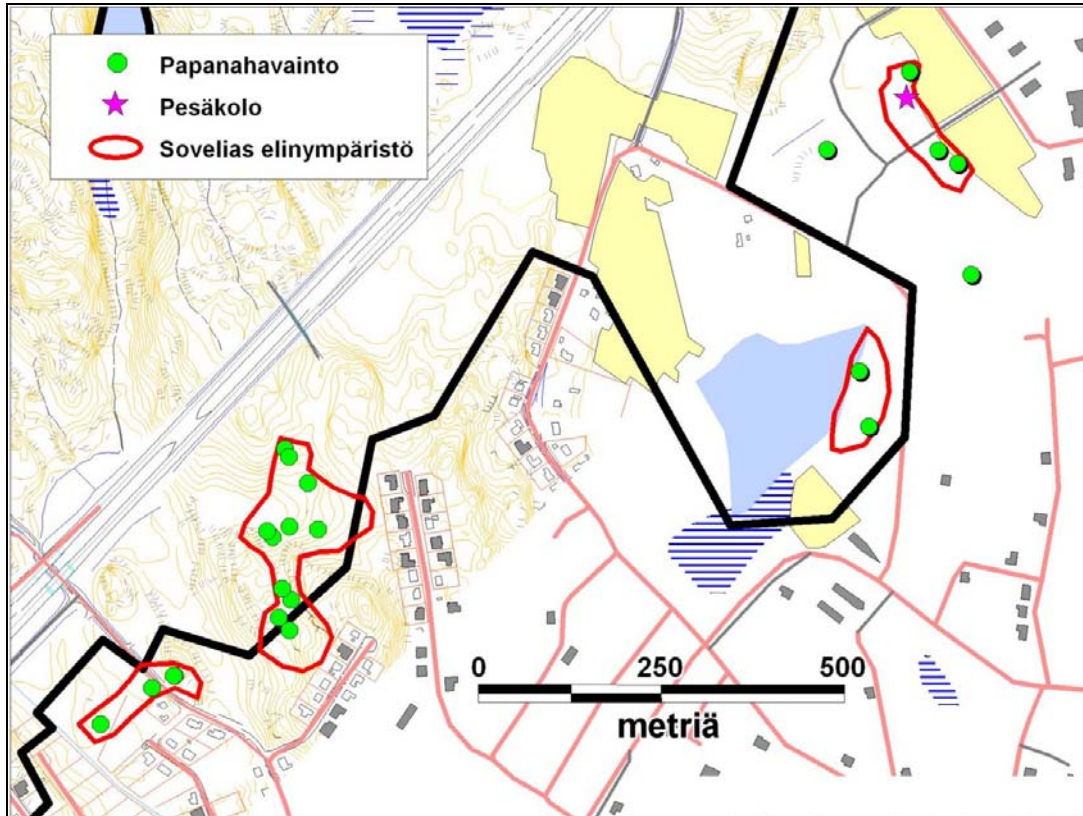 Papanahavainto
Pesäkolo
Sovelias elinympäristö
0 250 500
metriä